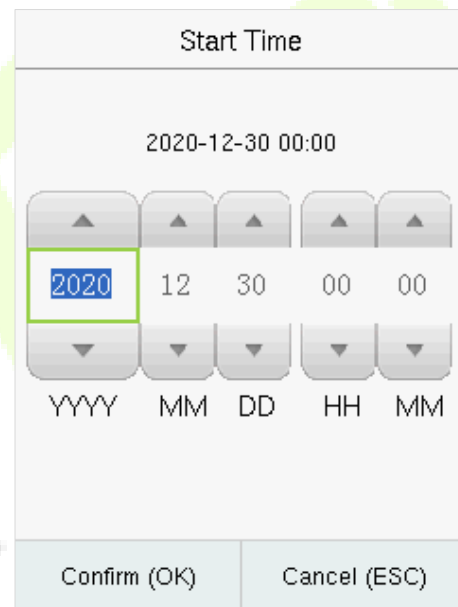 Start Time
2020-12-30 00:00
2020 12 30 00 00
YYYY MM DD HH MM
Confirm (OK) Cancel (ESC)